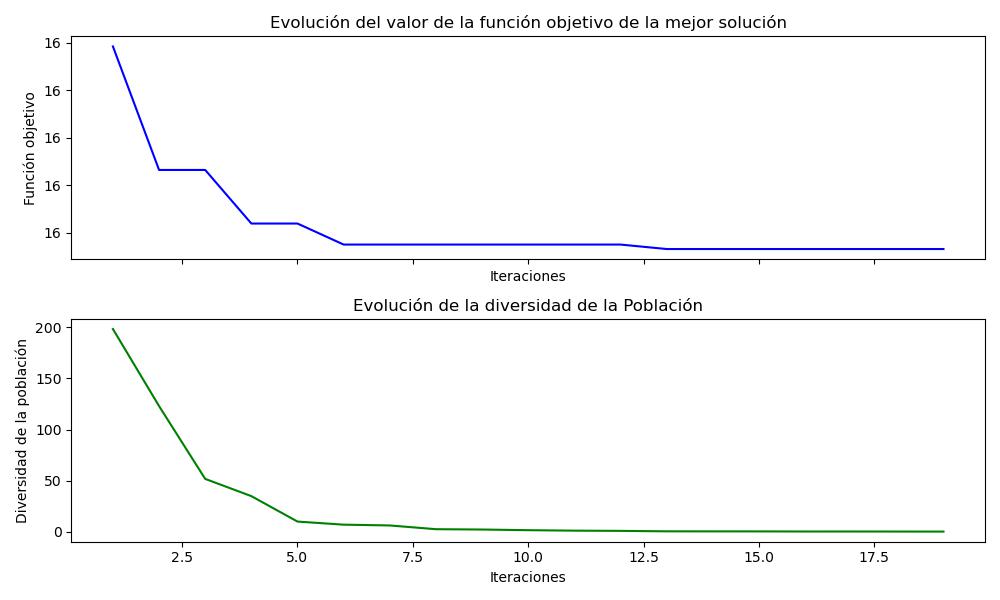 Evolución del valor de la función objetivo de la mejor solución
16
16
16
16
16
Función objetivo
Iteraciones
Evolución de la diversidad de la Población
200
150
100
50
0
Diversidad de la población
2.5
5.0
7.5
10.0
12.5
15.0
17.5
Iteraciones